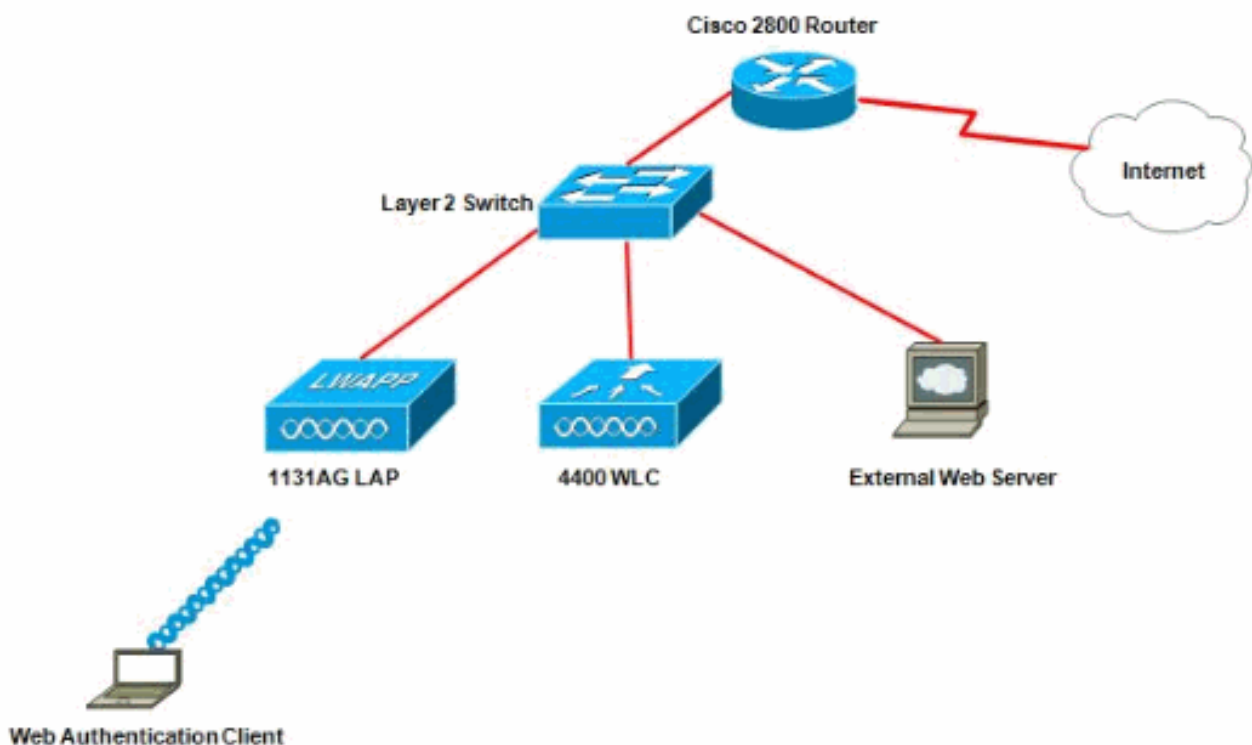 Cisco 2800 Router
Internet
Layer 2 Switch
LWAPP
1131AG LAP
4400 WLC
External Web Server
Web Authentication Client